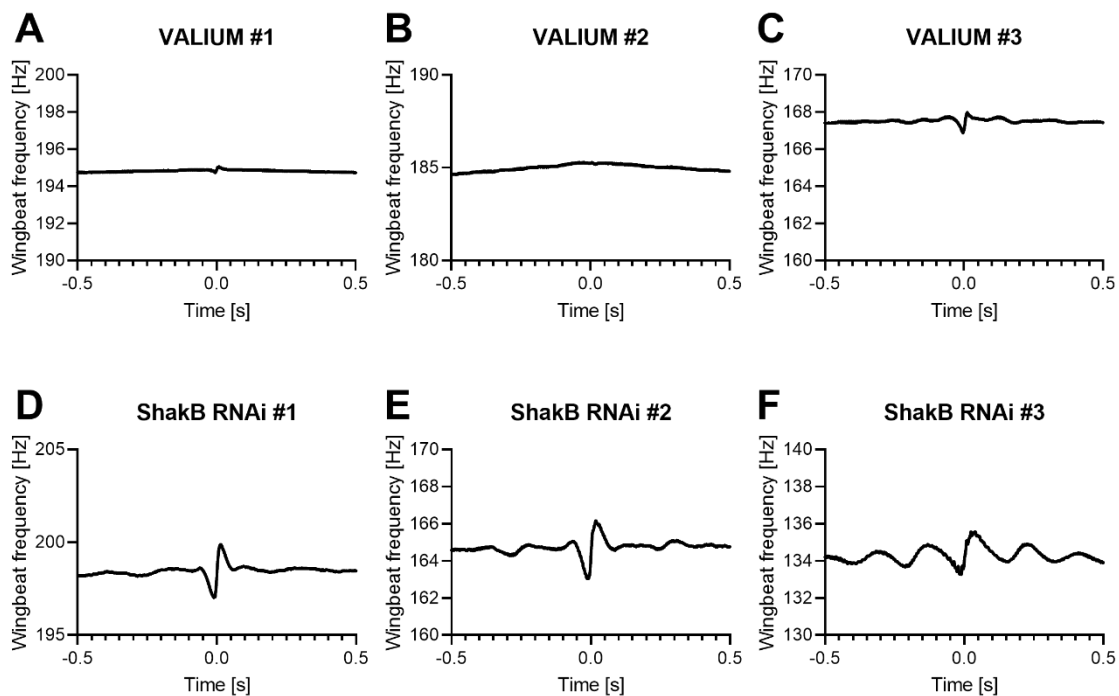 A
VALIUM #1
Wingbeat frequency [Hz]
200
198
196
194
192
190
-0.5
0.0
0.5
Time [s]
B
VALIUM #2
Wingbeat frequency [Hz]
190
185
180
-0.5
0.0
0.5
Time [s]
C
VALIUM #3
Wingbeat frequency [Hz]
170
168
166
164
162
160
-0.5
0.0
0.5
Time [s]
D
ShakB RNAi #1
Wingbeat frequency [Hz]
205
200
195
-0.5
0.0
0.5
Time [s]
E
ShakB RNAi #2
Wingbeat frequency [Hz]
170
168
166
164
162
160
-0.5
0.0
0.5
Time [s]
F
ShakB RNAi #3
Wingbeat frequency [Hz]
140
138
136
134
132
130
-0.5
0.0
0.5
Time [s]